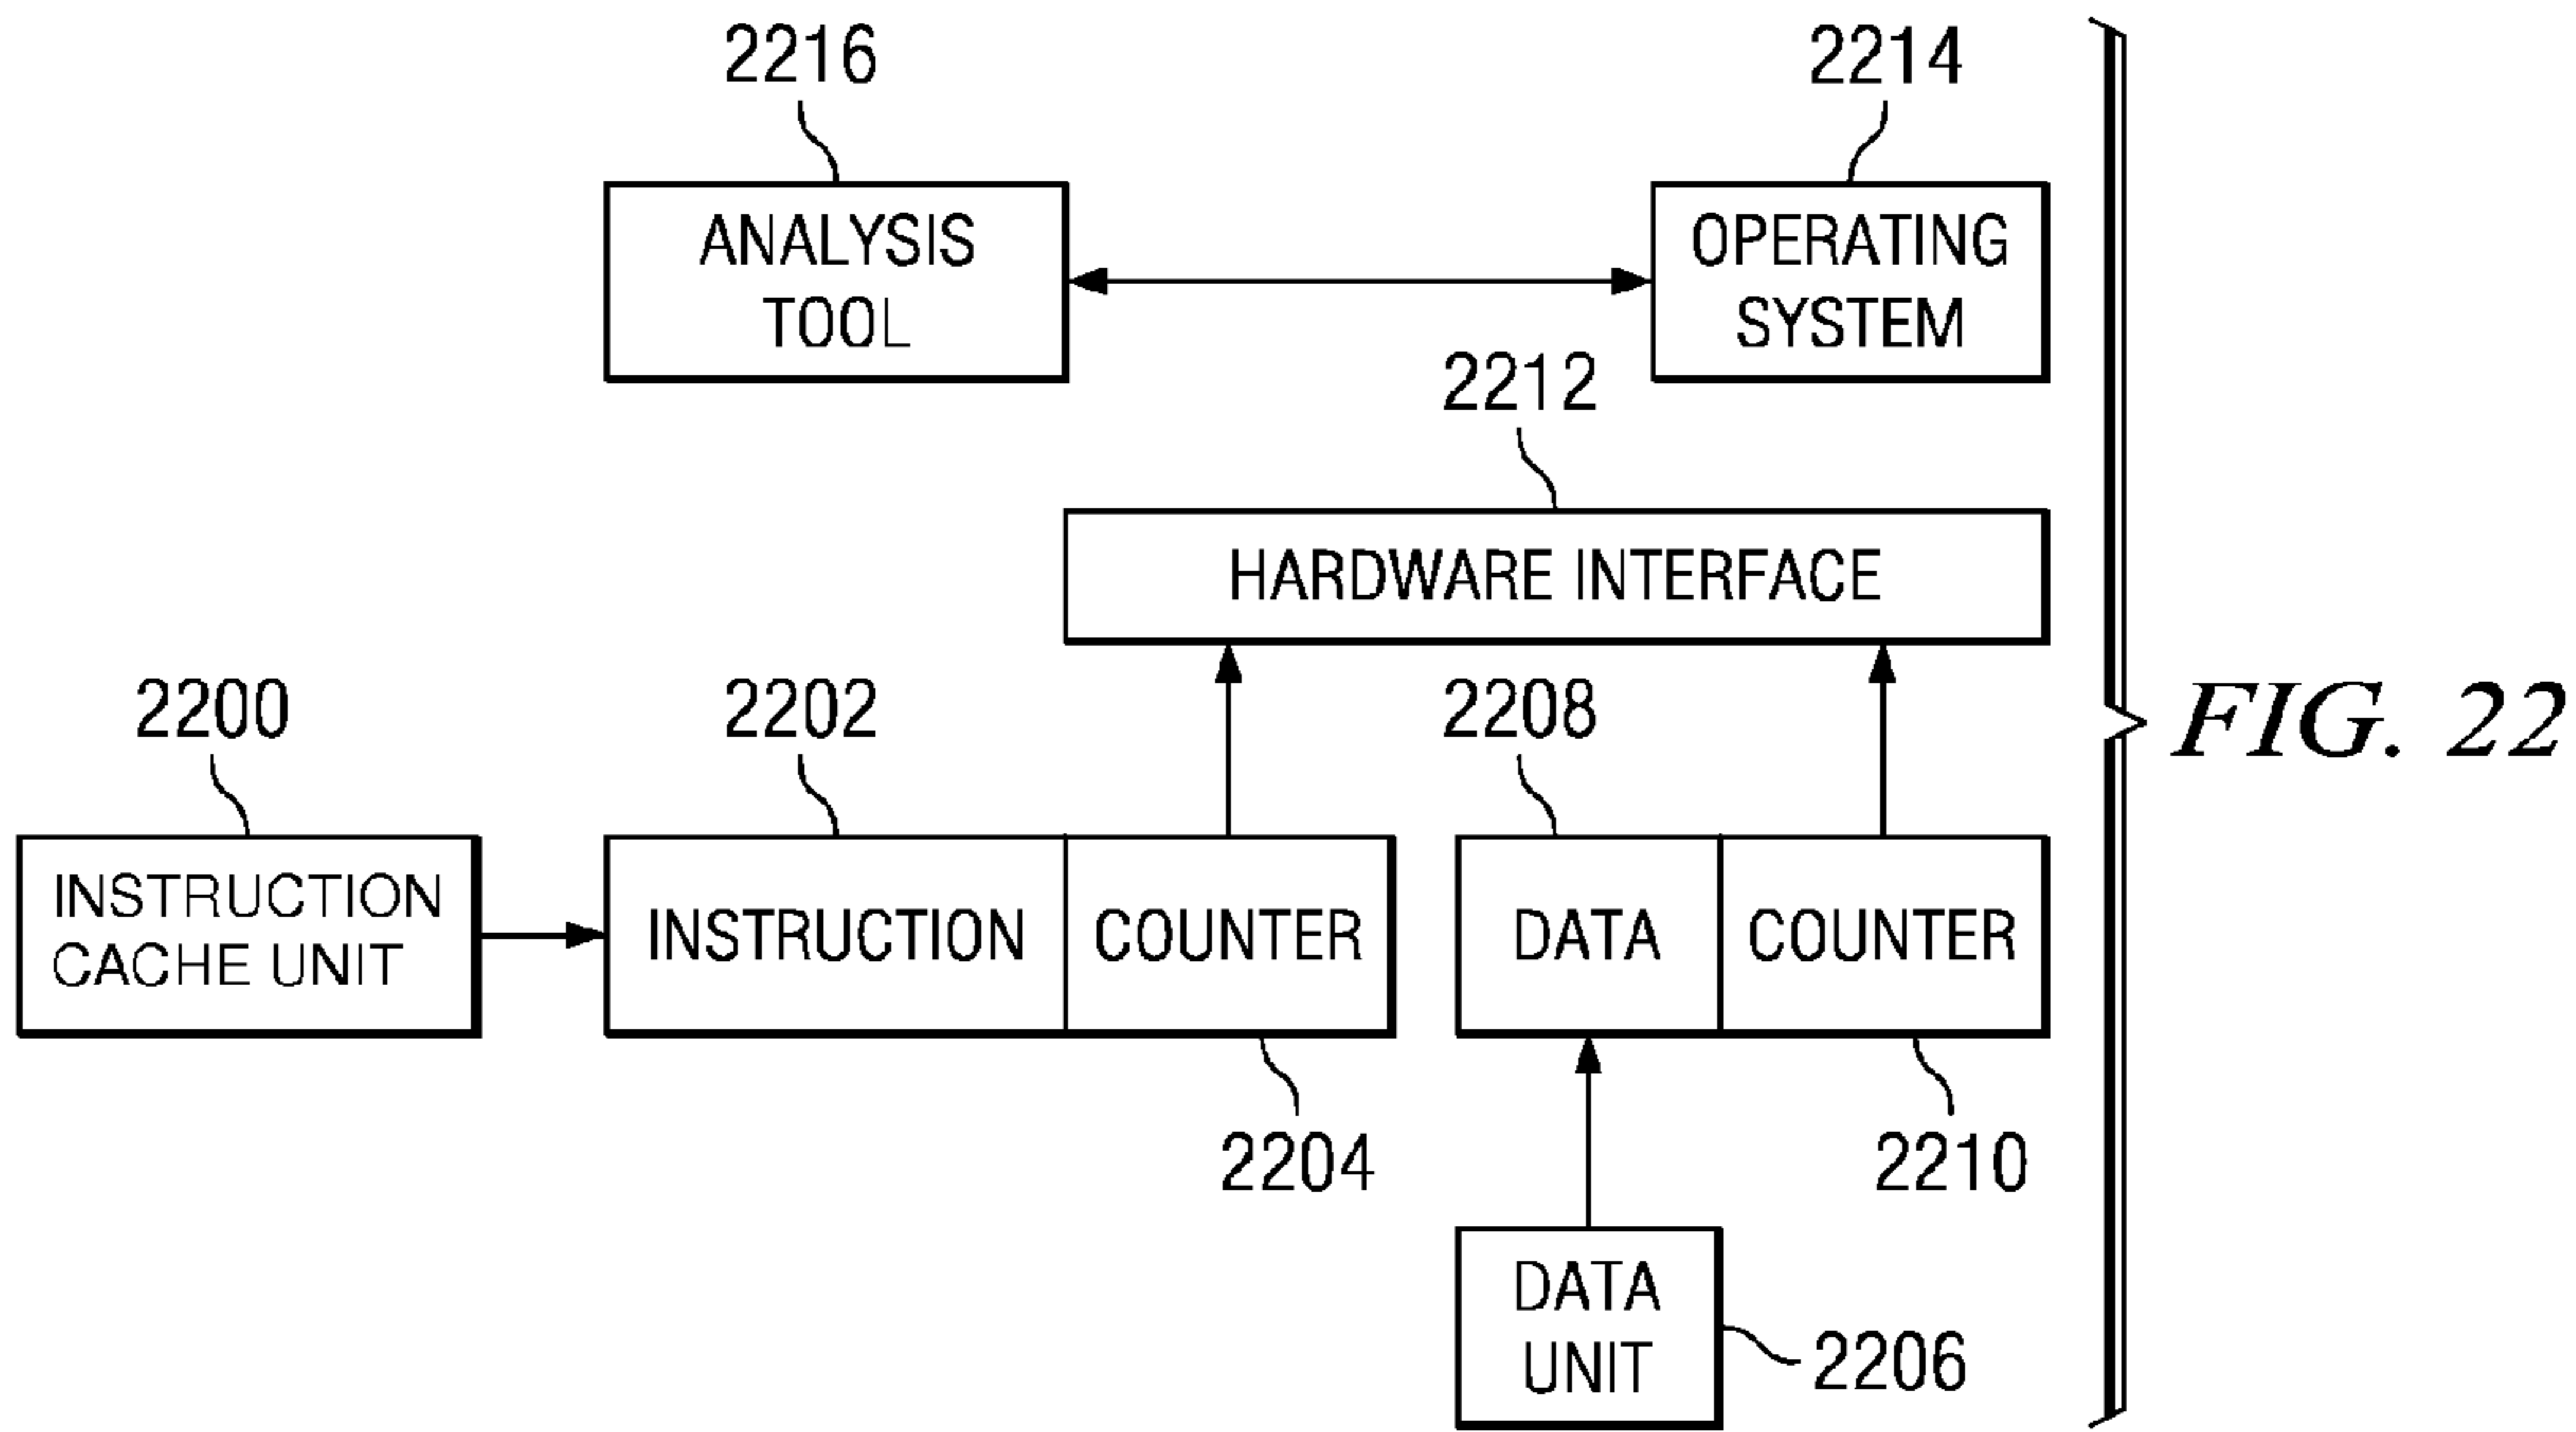 2216
2214
ANALYSIS
TOOL
OPERATING
SYSTEM
2212
HARDWARE INTERFACE
2200
2202
2208
FIG. 22
INSTRUCTION
CACHE UNIT
INSTRUCTION
COUNTER
DATA
COUNTER
2204
2210
DATA
UNIT
2206